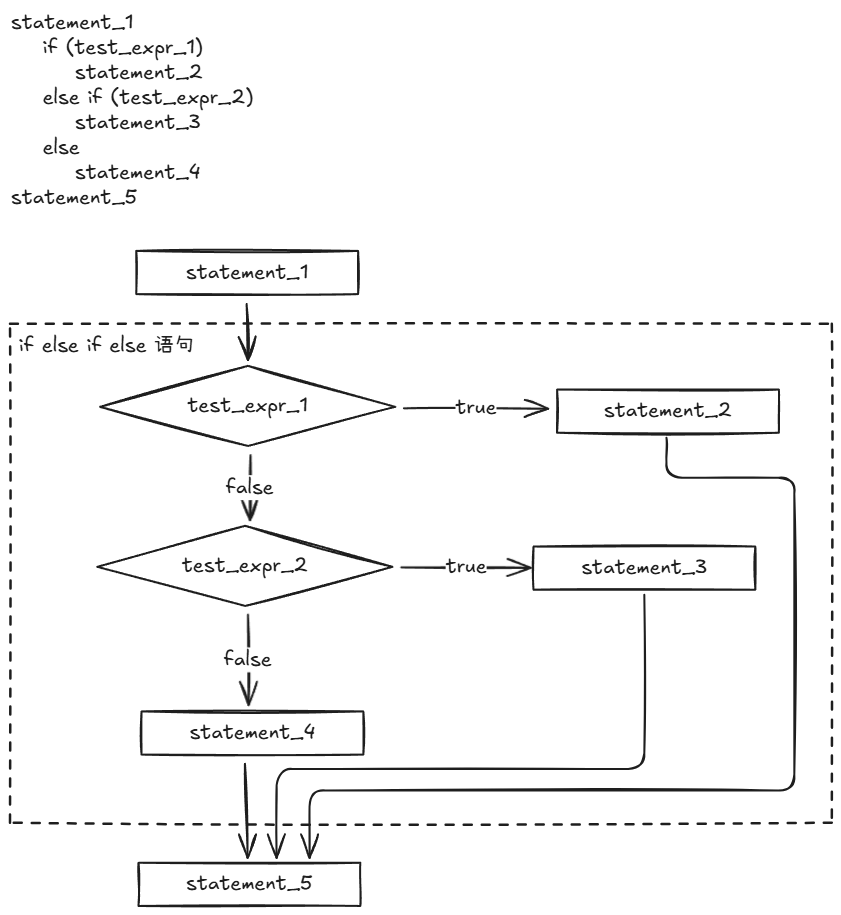 statement_1
if (test_expr_1)
statement_2
else if (test_expr_2)
statement_3
else
statement_4
statement_5
statement_1
if else if else 语句
test_expr_1
true
statement_2
false
test_expr_2
true
statement_3
false
statement_4
statement_5